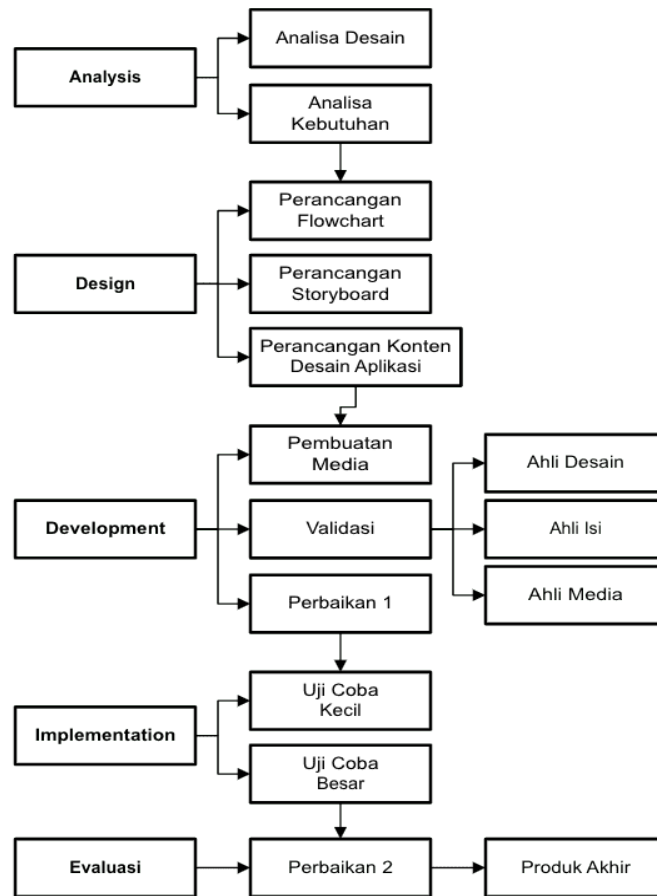 Analisa Desain
Analysis
Analisa
Kebutuhan
Perancangan
Flowchart
Design
Perancangan
Storyboard
Perancangan Konten
Desain Aplikasi
Pembuatan
Media
Ahli Desain
Development
Validasi
Ahli Isi
Perbaikan 1
Ahli Media
Uji Coba
Kecil
Implementation
Uji Coba
Besar
Evaluasi
Perbaikan 2
Produk Akhir